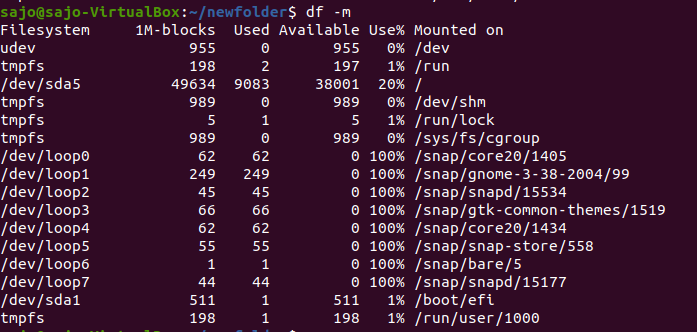 sajo@sajo-VirtualBox:~/newfolder$ df -m
Filesystem     1M-blocks  Used Available Use% Mounted on
udev                 955     0       955   0% /dev
tmpfs                198     2       197   1% /run
/dev/sda5          49634  9083     38001  20% /
tmpfs                989     0       989   0% /dev/shm
tmpfs                  5     1         5   1% /run/lock
tmpfs                989     0       989   0% /sys/fs/cgroup
/dev/loop0            62    62         0 100% /snap/core20/1405
/dev/loop1           249   249         0 100% /snap/gnome-3-38-2004/99
/dev/loop2            45    45         0 100% /snap/snapd/15534
/dev/loop3            66    66         0 100% /snap/gtk-common-themes/1519
/dev/loop4            62    62         0 100% /snap/core20/1434
/dev/loop5            55    55         0 100% /snap/snap-store/558
/dev/loop6             1     1         0 100% /snap/bare/5
/dev/loop7            44    44         0 100% /snap/snapd/15177
/dev/sda1            511     1       511   1% /boot/efi
tmpfs                198     1       198   1% /run/user/1000